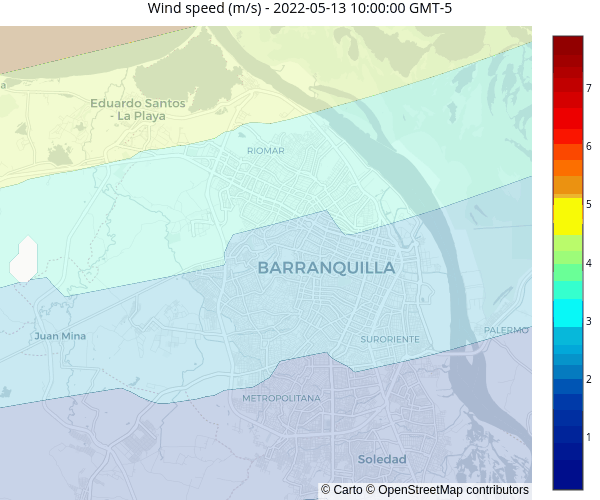 Wind speed (m/s) - 2022-05-13 10:00:00 GMT-5
7
6
5
4
3
2
1
a
Eduardo Santos
- La Playa
RIOMAR
BARRANQUILLA
Juan Mina
PALERMO
SURORIENTE
METROPOLITANA
Soledad
© Carto © OpenStreetMap contributors